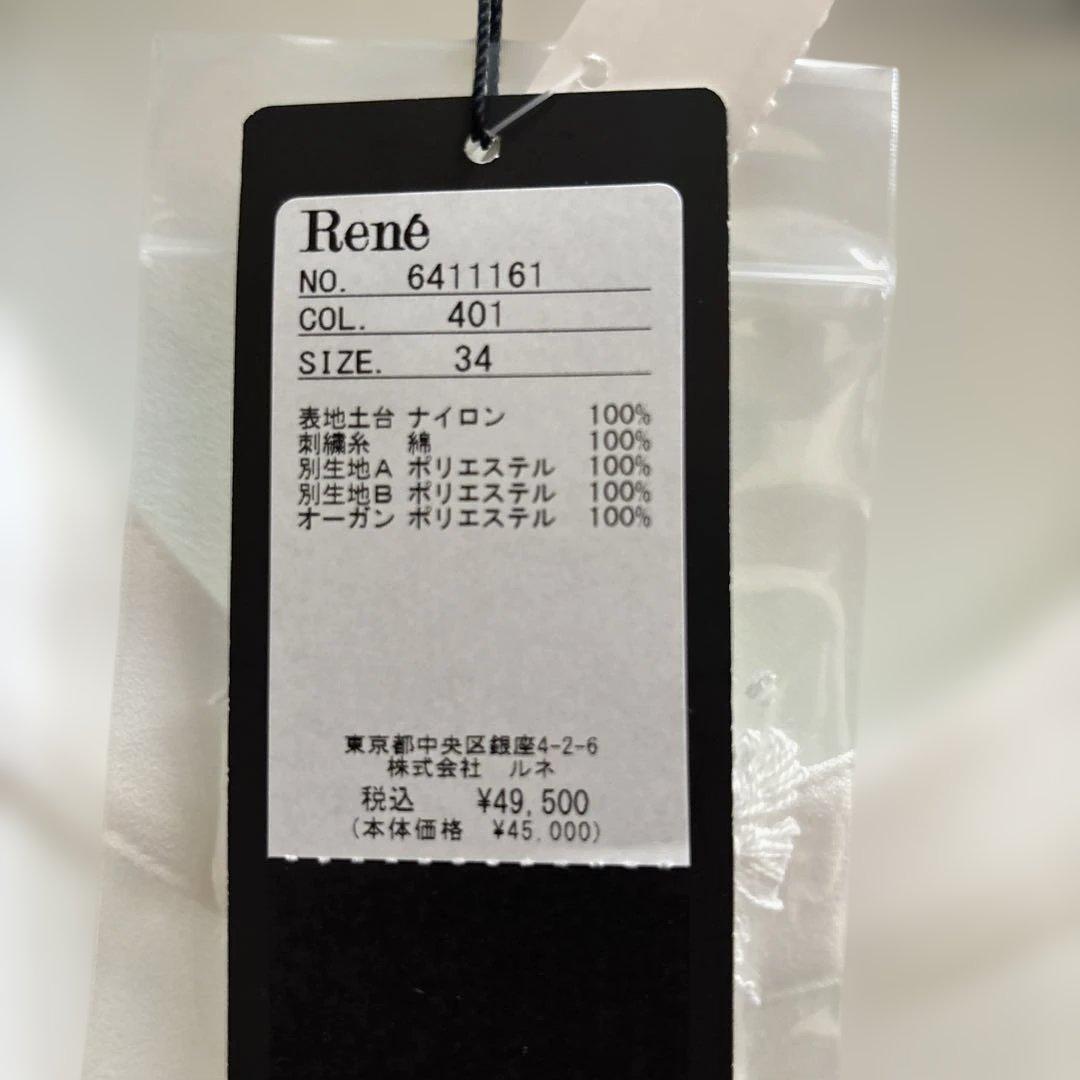 René
NO. 6411161
COL. 401
SIZE. 34
表地土台 ナイロン 100%
刺繍糸 綿 100%
別生地A ポリエステル 100%
別生地B ポリエステル 100%
オーガン ポリエステル 100%
東京都中央区銀座4-2-6
株式会社 ルネ
税込 ¥49,500
(本体価格 ¥45,000)